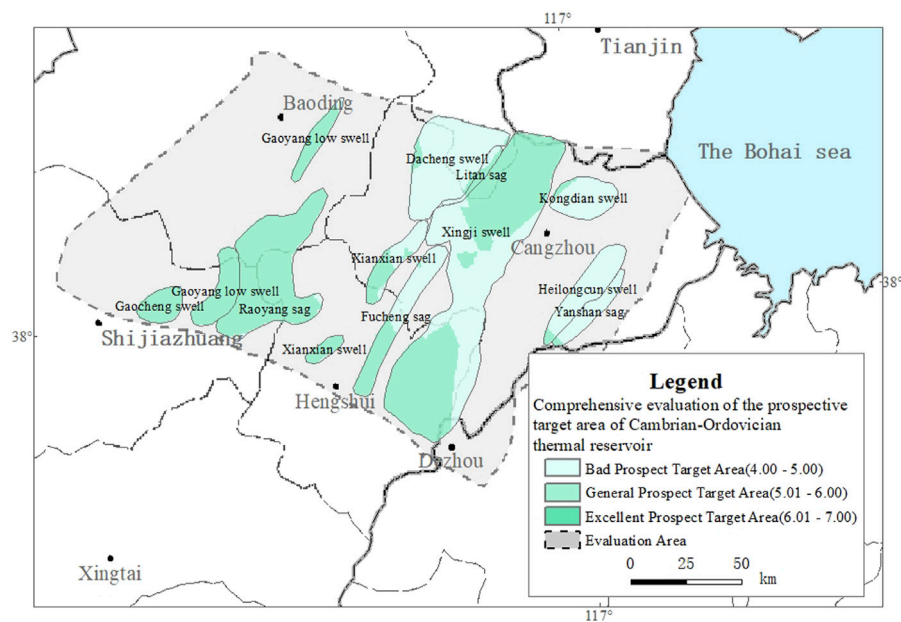 117°
Tianjin
Baoding
The Bohai sea
Gaoyang low swell
Dacheng swell
Litan sag
Kongdian swell
Xingji swell
Cangzhou
Xianxian swell
38°
Heilongcun swell
Gaoyang low swell
Gaocheng swell
Raoyang sag
Fucheng sag
Yanshan sag
38°
Shijiazhuang
Xianxian swell
Hengshui
Dezhou
Xingtai
Legend
Comprehensive evaluation of the prospective
target area of Cambrian-Ordovician
thermal reservoir
Bad Prospect Target Area(4.00 - 5.00)
General Prospect Target Area(5.01 - 6.00)
Excellent Prospect Target Area(6.01 - 7.00)
Evaluation Area
0 25 50
km
117°